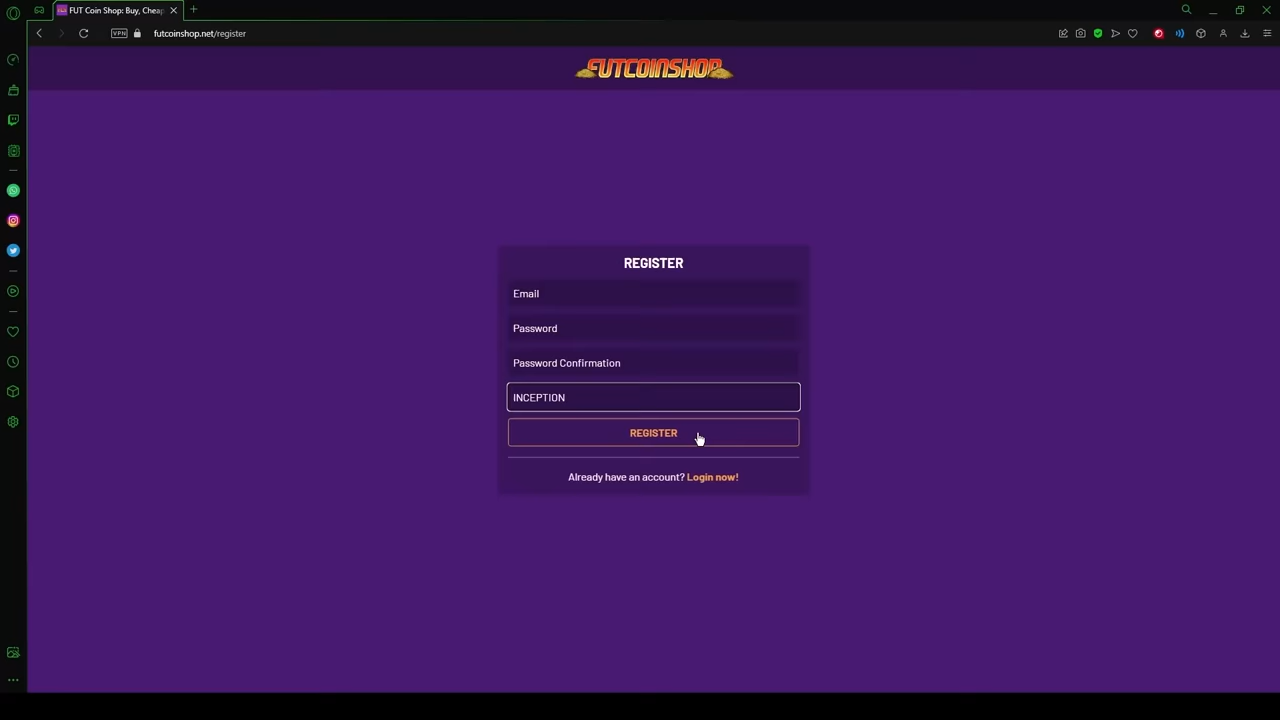 FUT Coin Shop: Buy, Cheap
VPN
futcoinshop.net/register
FUTCOINSHOP
REGISTER
Email
Password
Password Confirmation
INCEPTION
REGISTER
Already have an account? Login now!